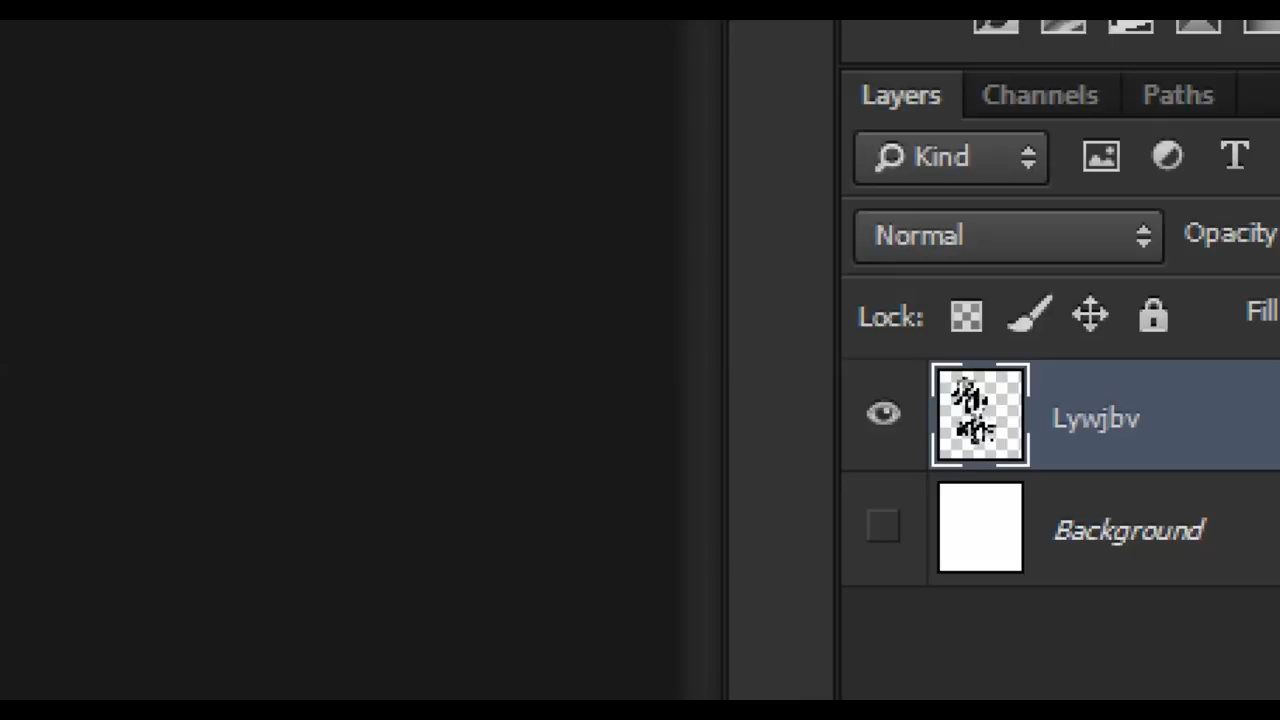 Layers Channels Paths
Kind T
Normal Opacity
Lock: Fill
Lywjbv
Background